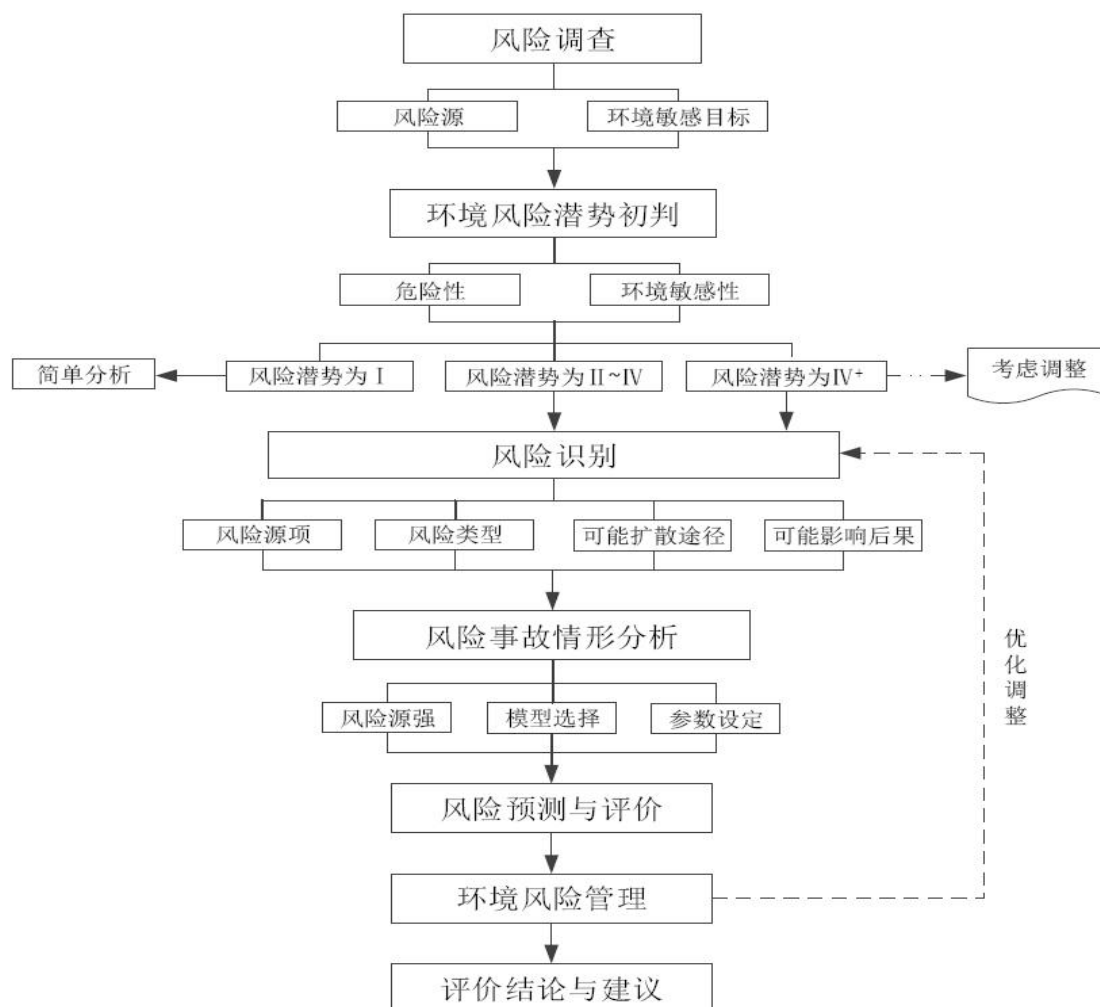 风险调查
风险源
环境敏感目标
环境风险潜势初判
危险性
环境敏感性
简单分析
风险潜势为Ⅰ
风险潜势为Ⅱ~Ⅳ
风险潜势为Ⅳ⁺
考虑调整
风险识别
风险源项
风险类型
可能扩散途径
可能影响后果
风险事故情形分析
风险源强
模型选择
参数设定
优化调整
风险预测与评价
环境风险管理
评价结论与建议